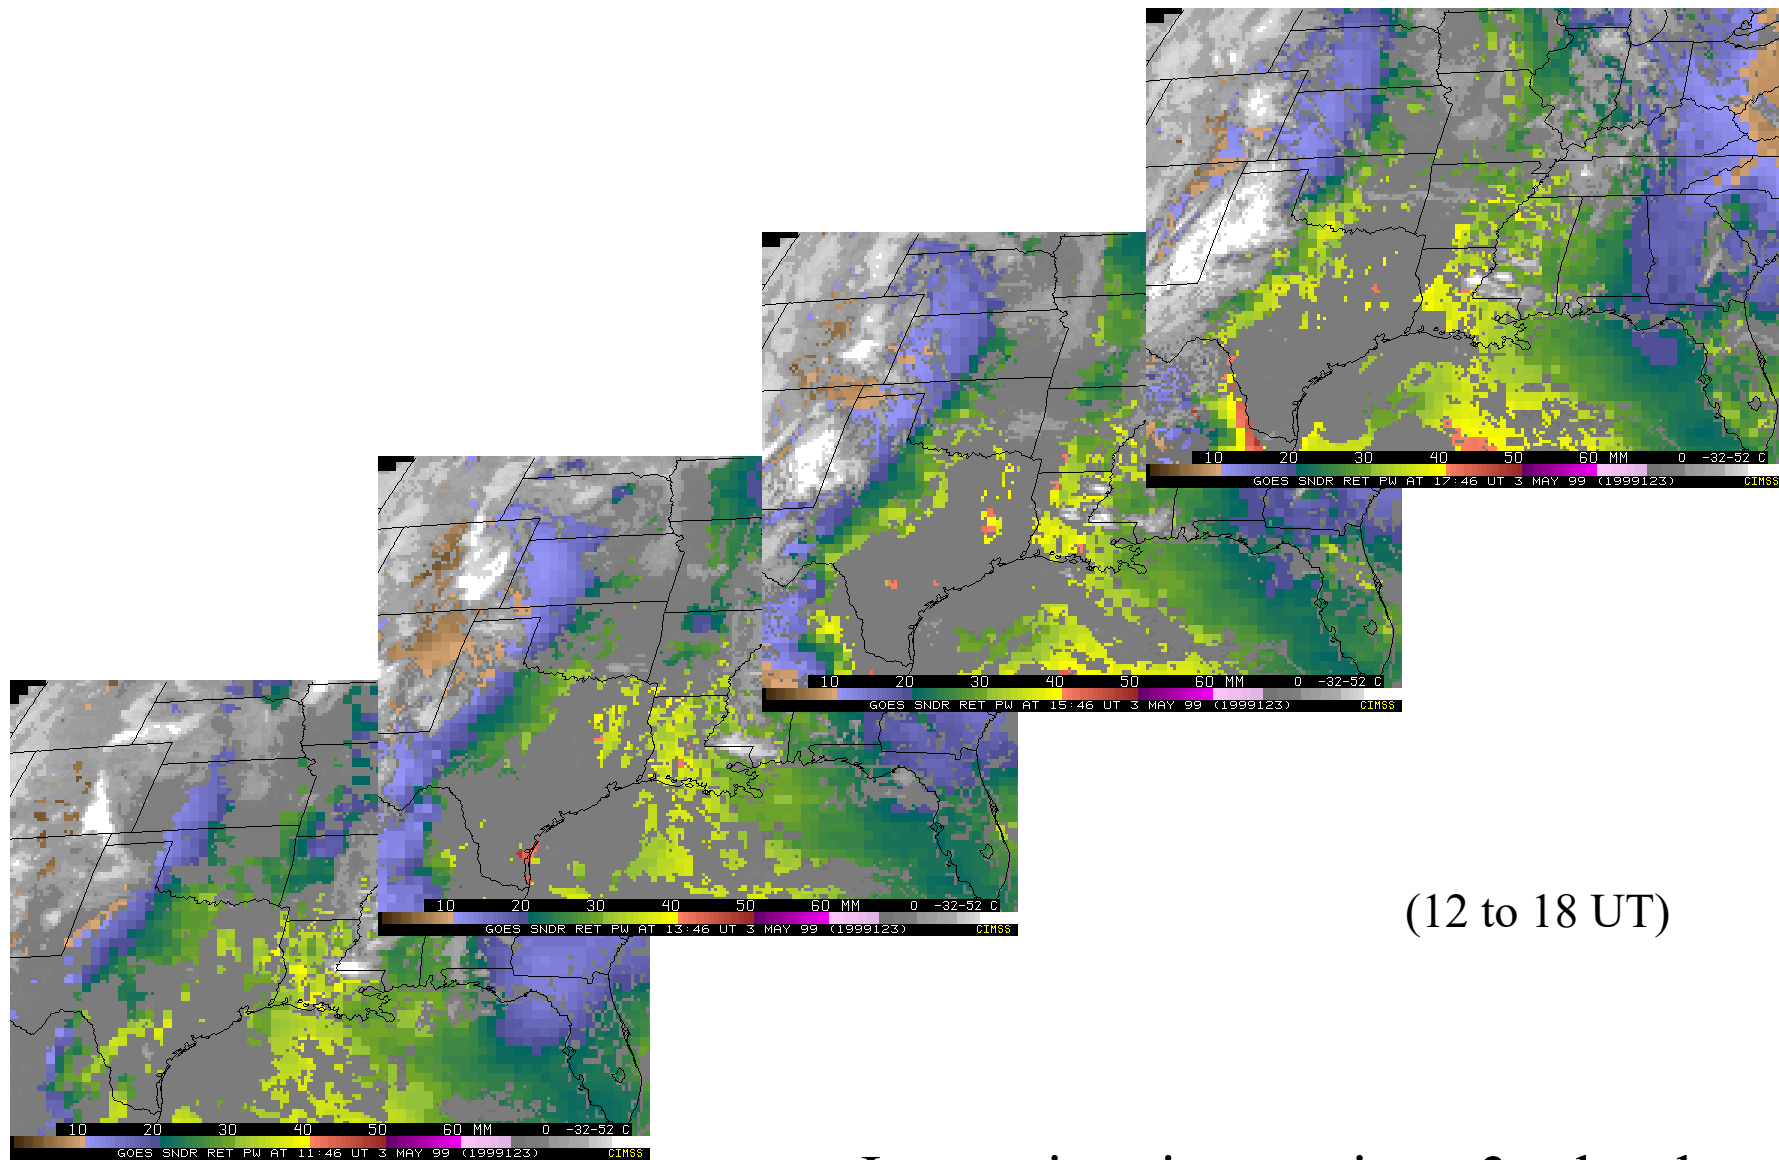 10 20 30 40 50 60 MM 0 -32-52 C
GOES SNDR RET PW AT 17:46 UT 3 MAY 99 (1999123) CIMSS
10 20 30 40 50 60 MM 0 -32-52 C
GOES SNDR RET PW AT 15:46 UT 3 MAY 99 (1999123) CIMSS
10 20 30 40 50 60 MM 0 -32-52 C
GOES SNDR RET PW AT 13:46 UT 3 MAY 99 (1999123) CIMSS
(12 to 18 UT)
10 20 30 40 50 60 MM 0 -32-52 C
GOES SNDR RET PW AT 11:46 UT 3 MAY 99 (1999123) CIMSS